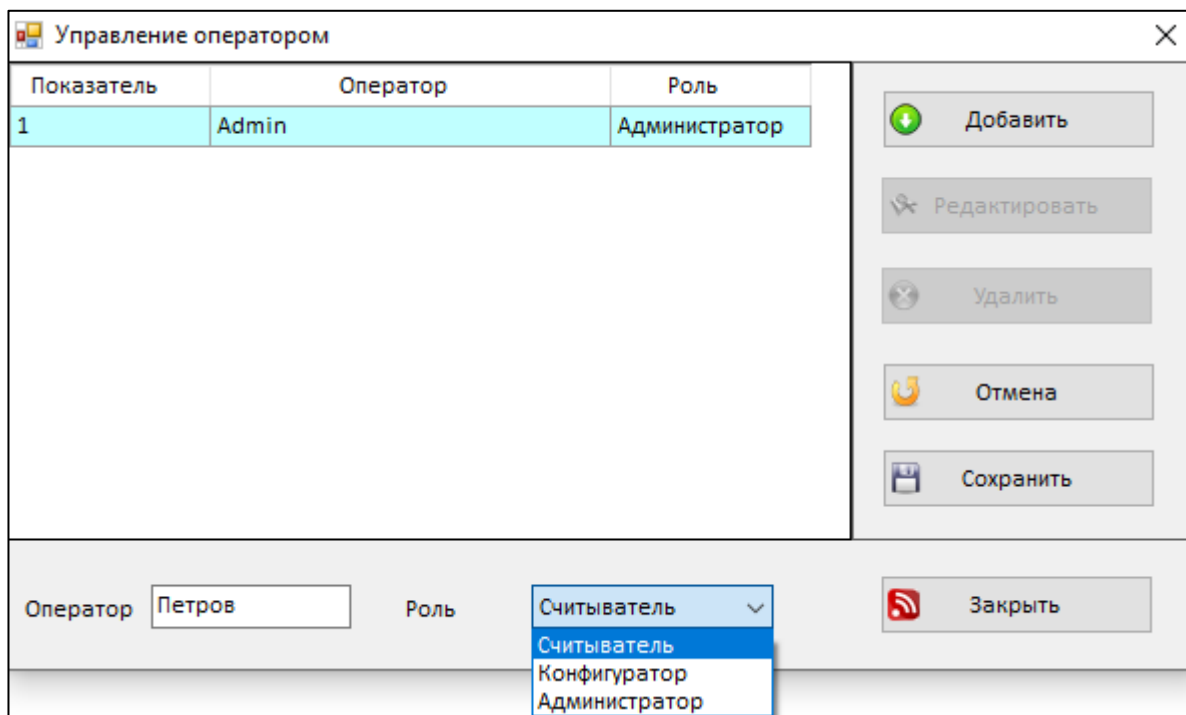 Управление оператором
Показатель Оператор Роль
1 Admin Администратор
Добавить
Редактировать
Удалить
Отмена
Сохранить
Оператор Петров Роль Считыватель Закрыть
Считыватель
Конфигуратор
Администратор